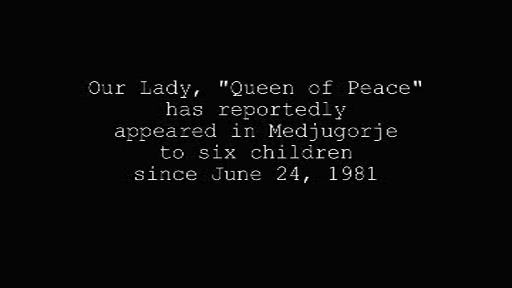 Our Lady, "Queen of Peace"
has reportedly
appeared in Medjugorje
to six children
since June 24, 1981